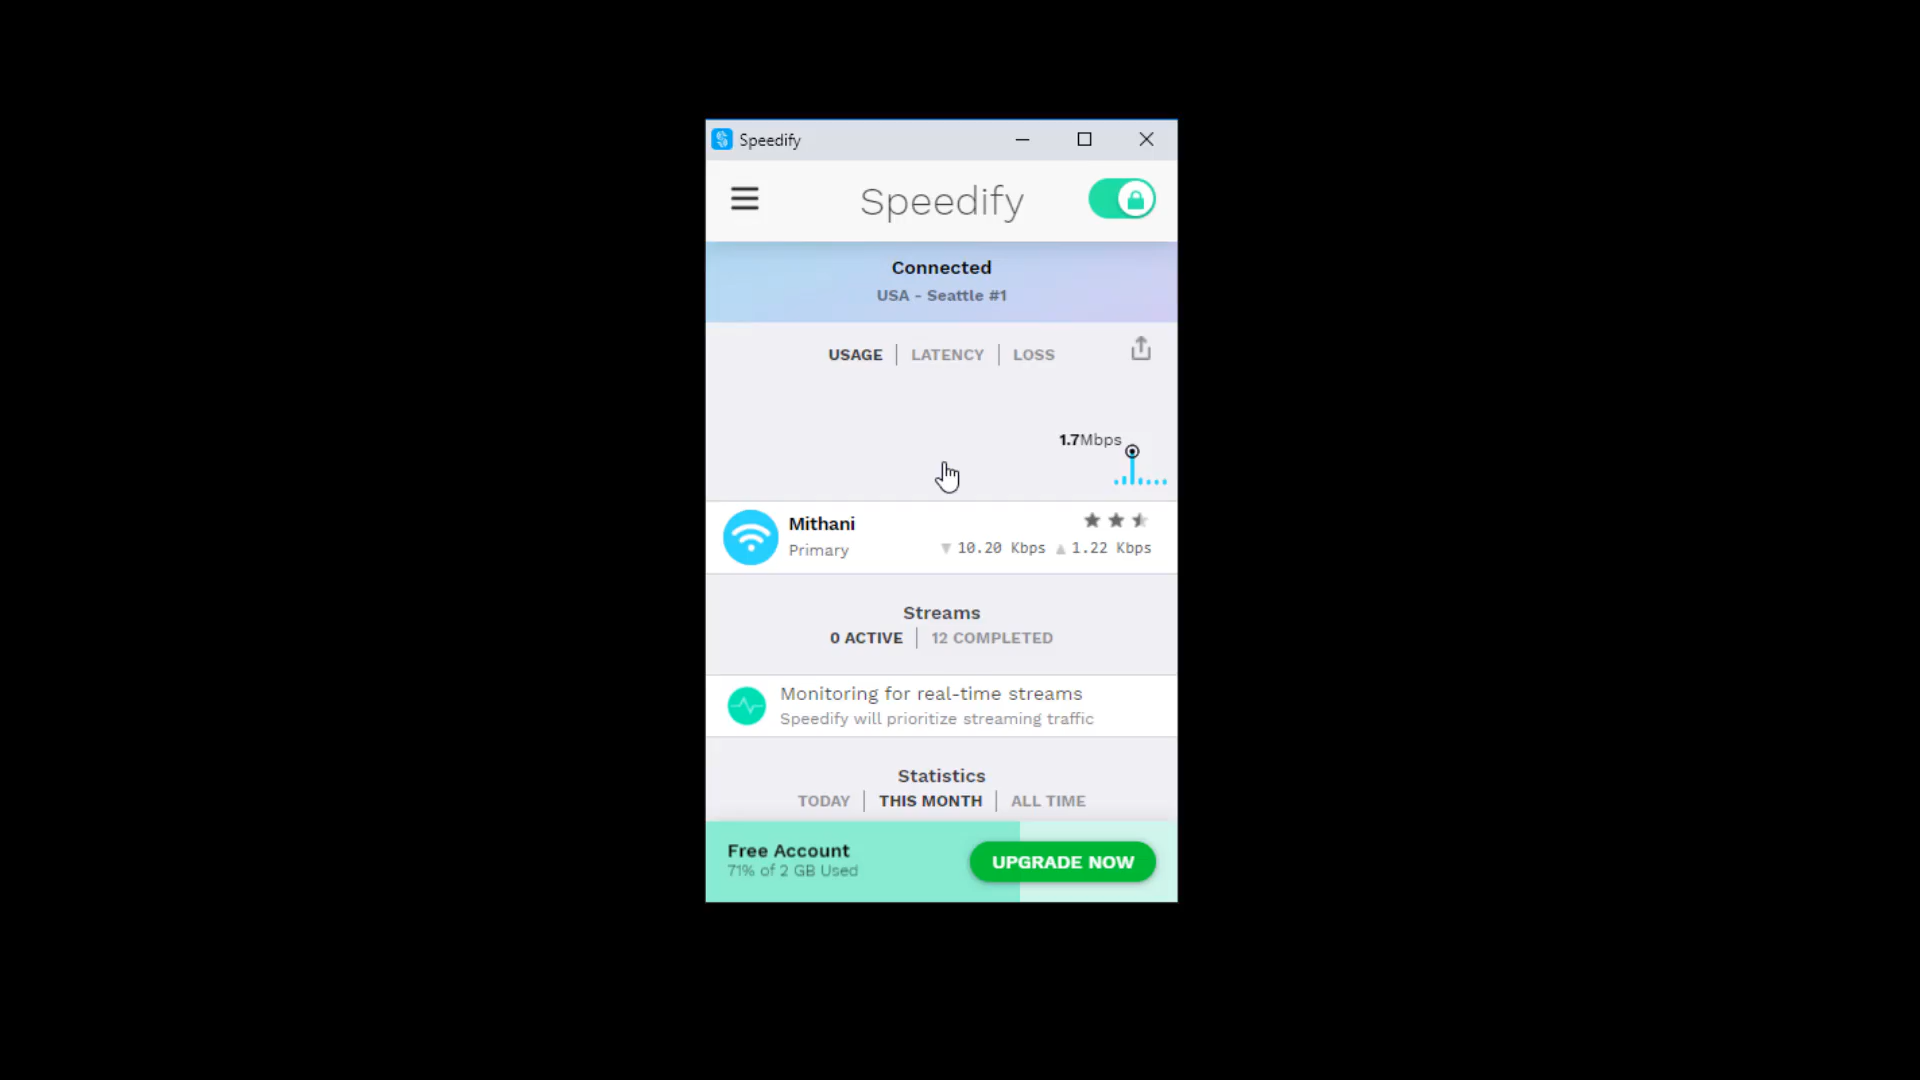 Speedify
Speedify
Connected
USA - Seattle #1
USAGE | LATENCY | LOSS
1.7Mbps
Mithani
Primary ▼ 10.20 Kbps ▲ 1.22 Kbps
Streams
0 ACTIVE | 12 COMPLETED
Monitoring for real-time streams
Speedify will prioritize streaming traffic
Statistics
TODAY | THIS MONTH | ALL TIME
Free Account
71% of 2 GB Used
UPGRADE NOW